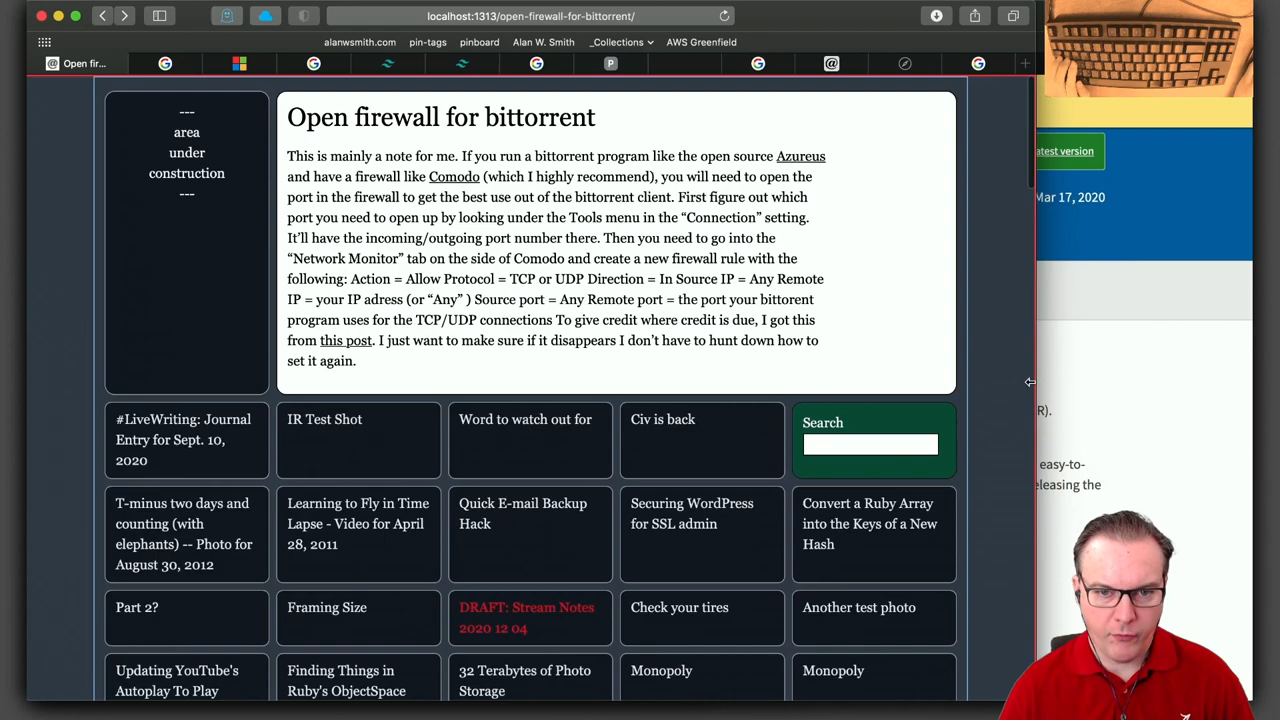 localhost:1313/open-firewall-for-bittorrent/
alanwsmith.com pin-tags pinboard Alan W. Smith _Collections AWS Greenfield
@ Open fir...
---
area
under
construction
---
Open firewall for bittorrent
This is mainly a note for me. If you run a bittorrent program like the open source Azureus
and have a firewall like Comodo (which I highly recommend), you will need to open the
port in the firewall to get the best use out of the bittorrent client. First figure out which
port you need to open up by looking under the Tools menu in the “Connection” setting.
It’ll have the incoming/outgoing port number there. Then you need to go into the
“Network Monitor” tab on the side of Comodo and create a new firewall rule with the
following: Action = Allow Protocol = TCP or UDP Direction = In Source IP = Any Remote
IP = your IP adress (or “Any” ) Source port = Any Remote port = the port your bittorent
program uses for the TCP/UDP connections To give credit where credit is due, I got this
from this post. I just want to make sure if it disappears I don’t have to hunt down how to
set it again.
#LiveWriting: Journal
Entry for Sept. 10,
2020
IR Test Shot
Word to watch out for
Civ is back
Search
T-minus two days and
counting (with
elephants) -- Photo for
August 30, 2012
Learning to Fly in Time
Lapse - Video for April
28, 2011
Quick E-mail Backup
Hack
Securing WordPress
for SSL admin
Convert a Ruby Array
into the Keys of a New
Hash
Part 2?
Framing Size
DRAFT: Stream Notes
2020 12 04
Check your tires
Another test photo
Updating YouTube's
Autoplay To Play
Finding Things in
Ruby's ObjectSpace
32 Terabytes of Photo
Storage
Monopoly
Monopoly
atest version
Mar 17, 2020
R).
easy-to-
eleasing the